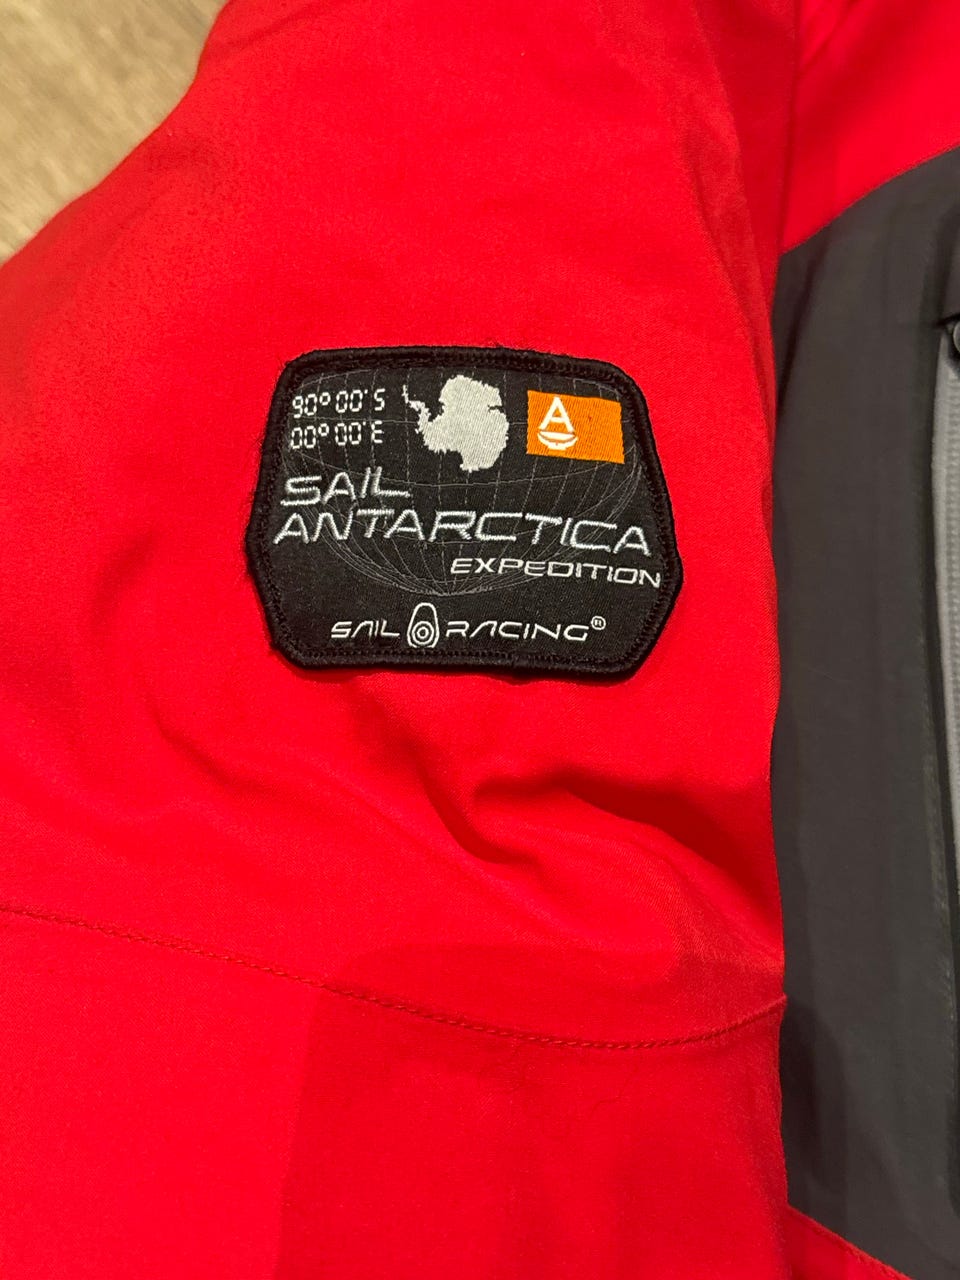 90° 00'S
00° 00'E
A
SAIL
ANTARCTICA
EXPEDITION
SAIL RACING®